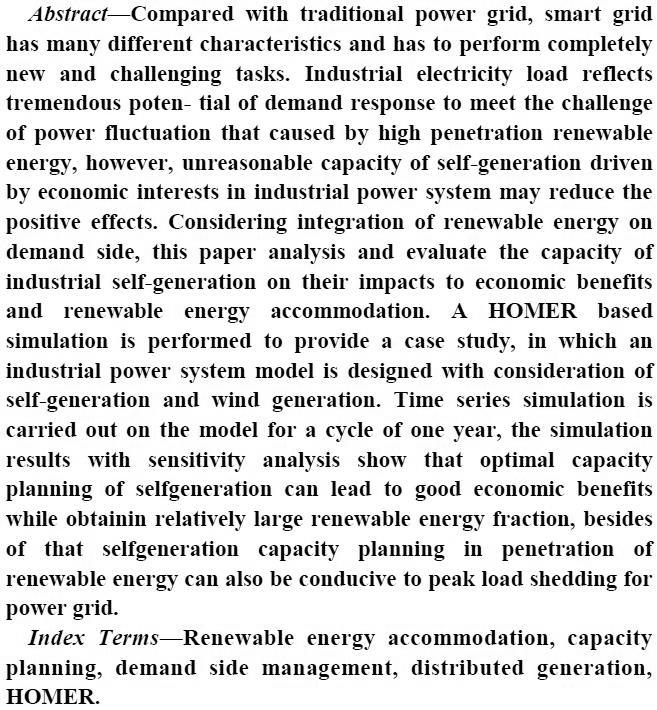 Abstract—Compared with traditional power grid, smart grid
has many different characteristics and has to perform completely
new and challenging tasks. Industrial electricity load reflects
tremendous poten- tial of demand response to meet the challenge
of power fluctuation that caused by high penetration renewable
energy, however, unreasonable capacity of self-generation driven
by economic interests in industrial power system may reduce the
positive effects. Considering integration of renewable energy on
demand side, this paper analysis and evaluate the capacity of
industrial self-generation on their impacts to economic benefits
and renewable energy accommodation. A HOMER based
simulation is performed to provide a case study, in which an
industrial power system model is designed with consideration of
self-generation and wind generation. Time series simulation is
carried out on the model for a cycle of one year, the simulation
results with sensitivity analysis show that optimal capacity
planning of selfgeneration can lead to good economic benefits
while obtainin relatively large renewable energy fraction, besides
of that selfgeneration capacity planning in penetration of
renewable energy can also be conducive to peak load shedding for
power grid.
Index Terms—Renewable energy accommodation, capacity
planning, demand side management, distributed generation,
HOMER.